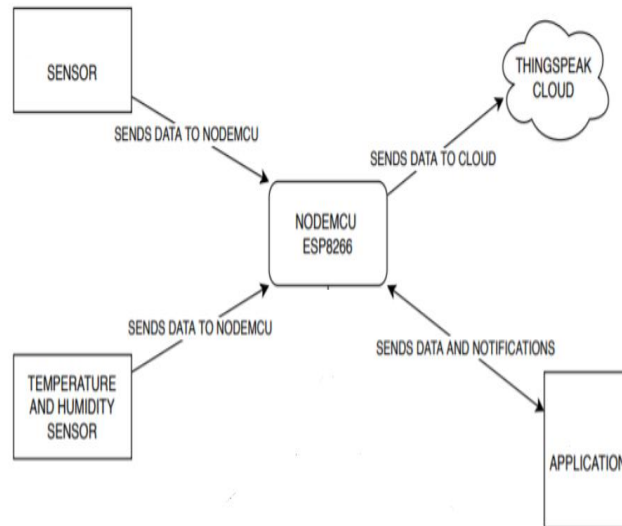 SENSOR
THINGSPEAK
CLOUD
SENDS DATA TO NODEMCU
SENDS DATA TO CLOUD
NODEMCU
ESP8266
SENDS DATA TO NODEMCU
SENDS DATA AND NOTIFICATIONS
TEMPERATURE
AND HUMIDITY
SENSOR
APPLICATION